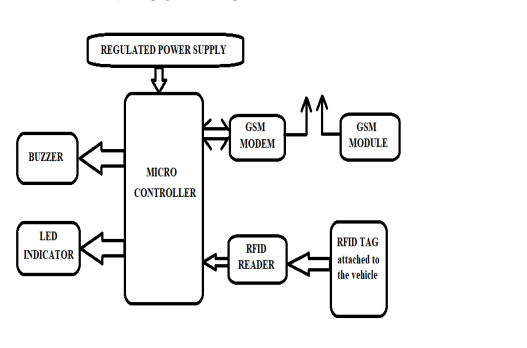 REGULATED POWER SUPPLY
BUZZER
MICRO
CONTROLLER
GSM
MODEM
GSM
MODULE
LED
INDICATOR
RFID
READER
RFID TAG
attached to
the vehicle